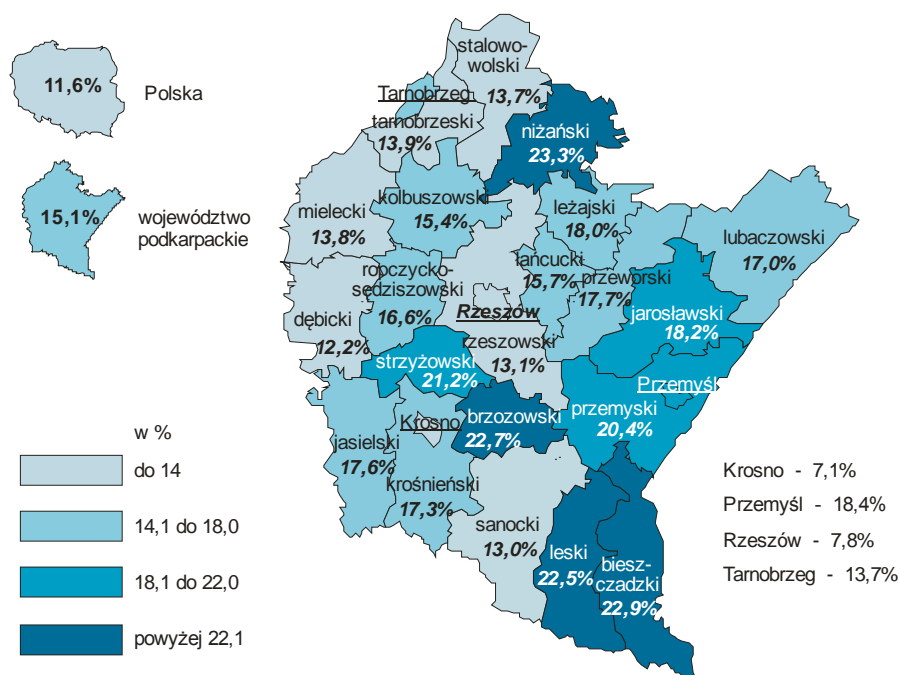 11,6%
Polska
15,1%
województwo
podkarpackie
stalowo-
wolski
13,7%
Tarnobrzeg
tarnobrzeski
13,9%
niżański
23,3%
mielecki
13,8%
kolbuszowski
15,4%
leżajski
18,0%
lubaczowski
17,0%
łańcucki
15,7%
przeworski
17,7%
ropczycko-
sędziszowski
16,6%
jarosławski
18,2%
dębicki
12,2%
Rzeszów
rzeszowski
13,1%
strzyżowski
21,2%
Przemyśl
przemyski
20,4%
brzozowski
22,7%
Krosno
jasielski
17,6%
krośnieński
17,3%
sanocki
13,0%
leski
22,5%
biesz-
czadzki
22,9%
w %
do 14
14,1 do 18,0
18,1 do 22,0
powyżej 22,1
Krosno - 7,1%
Przemyśl - 18,4%
Rzeszów - 7,8%
Tarnobrzeg - 13,7%